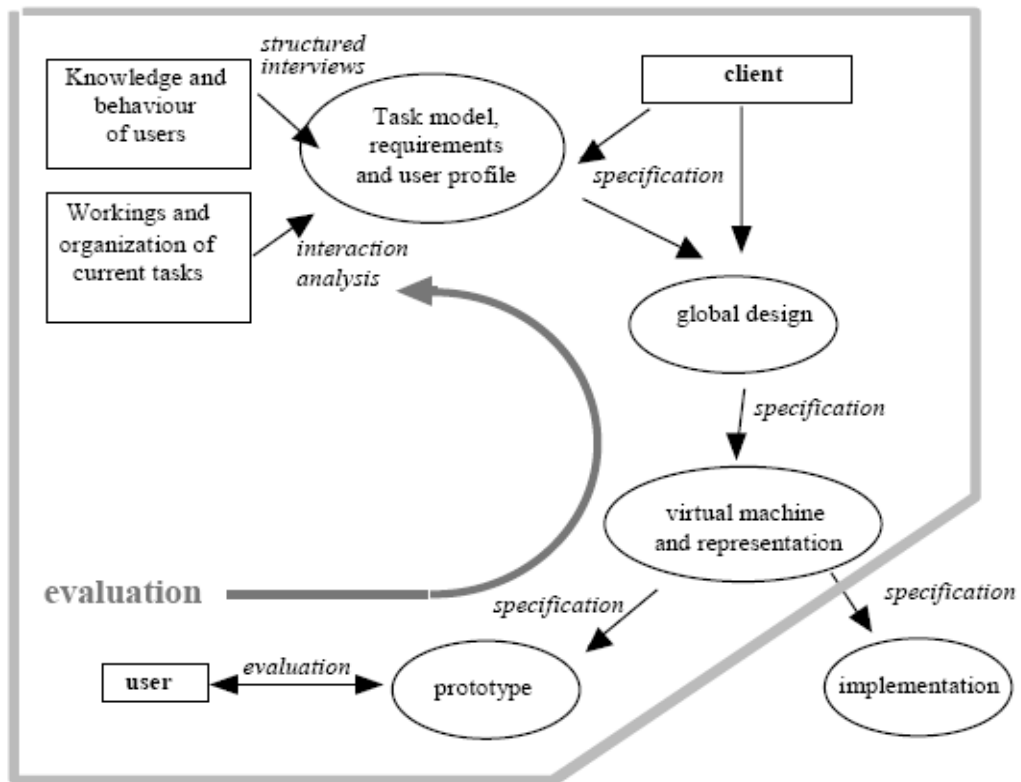 structured
interviews
Knowledge and
behaviour
of users
Task model,
requirements
and user profile
client
specification
Workings and
organization of
current tasks
interaction
analysis
global design
specification
virtual machine
and representation
evaluation
specification
specification
user
evaluation
prototype
implementation